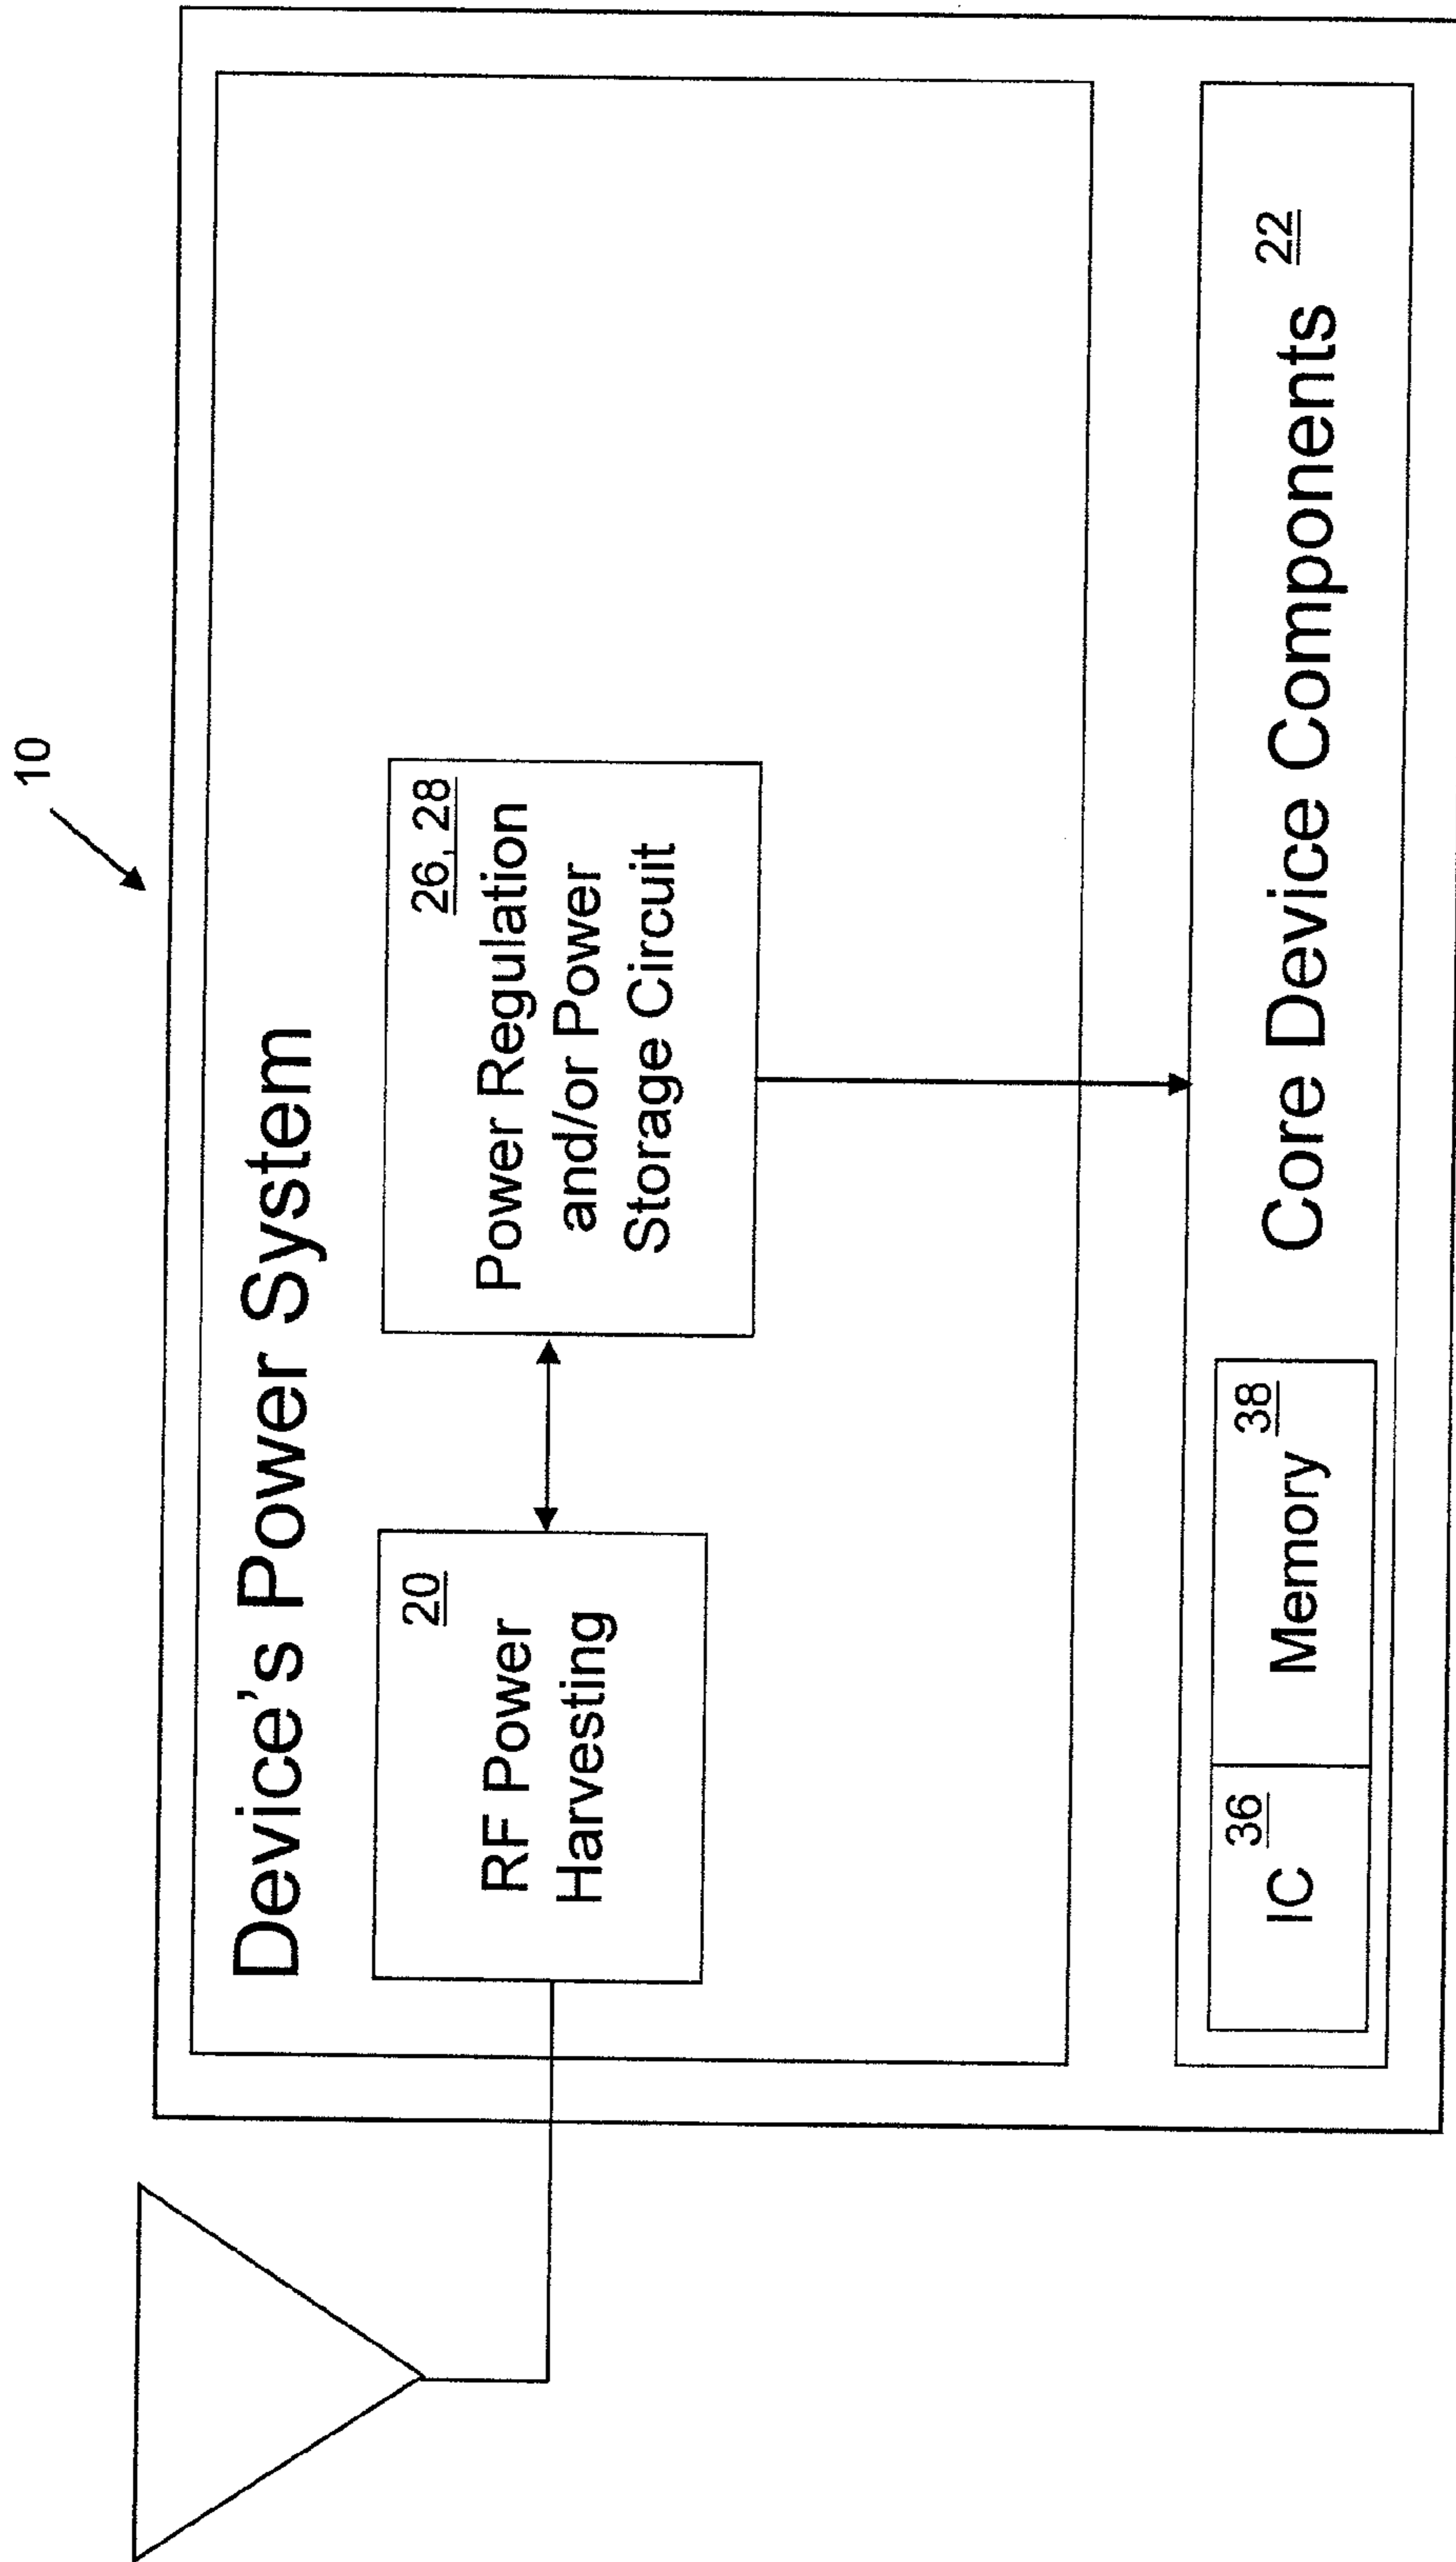 10
Device's Power System
20
RF Power
Harvesting
26, 28
Power Regulation
and/or Power
Storage Circuit
36
IC
38
Memory
Core Device Components 22